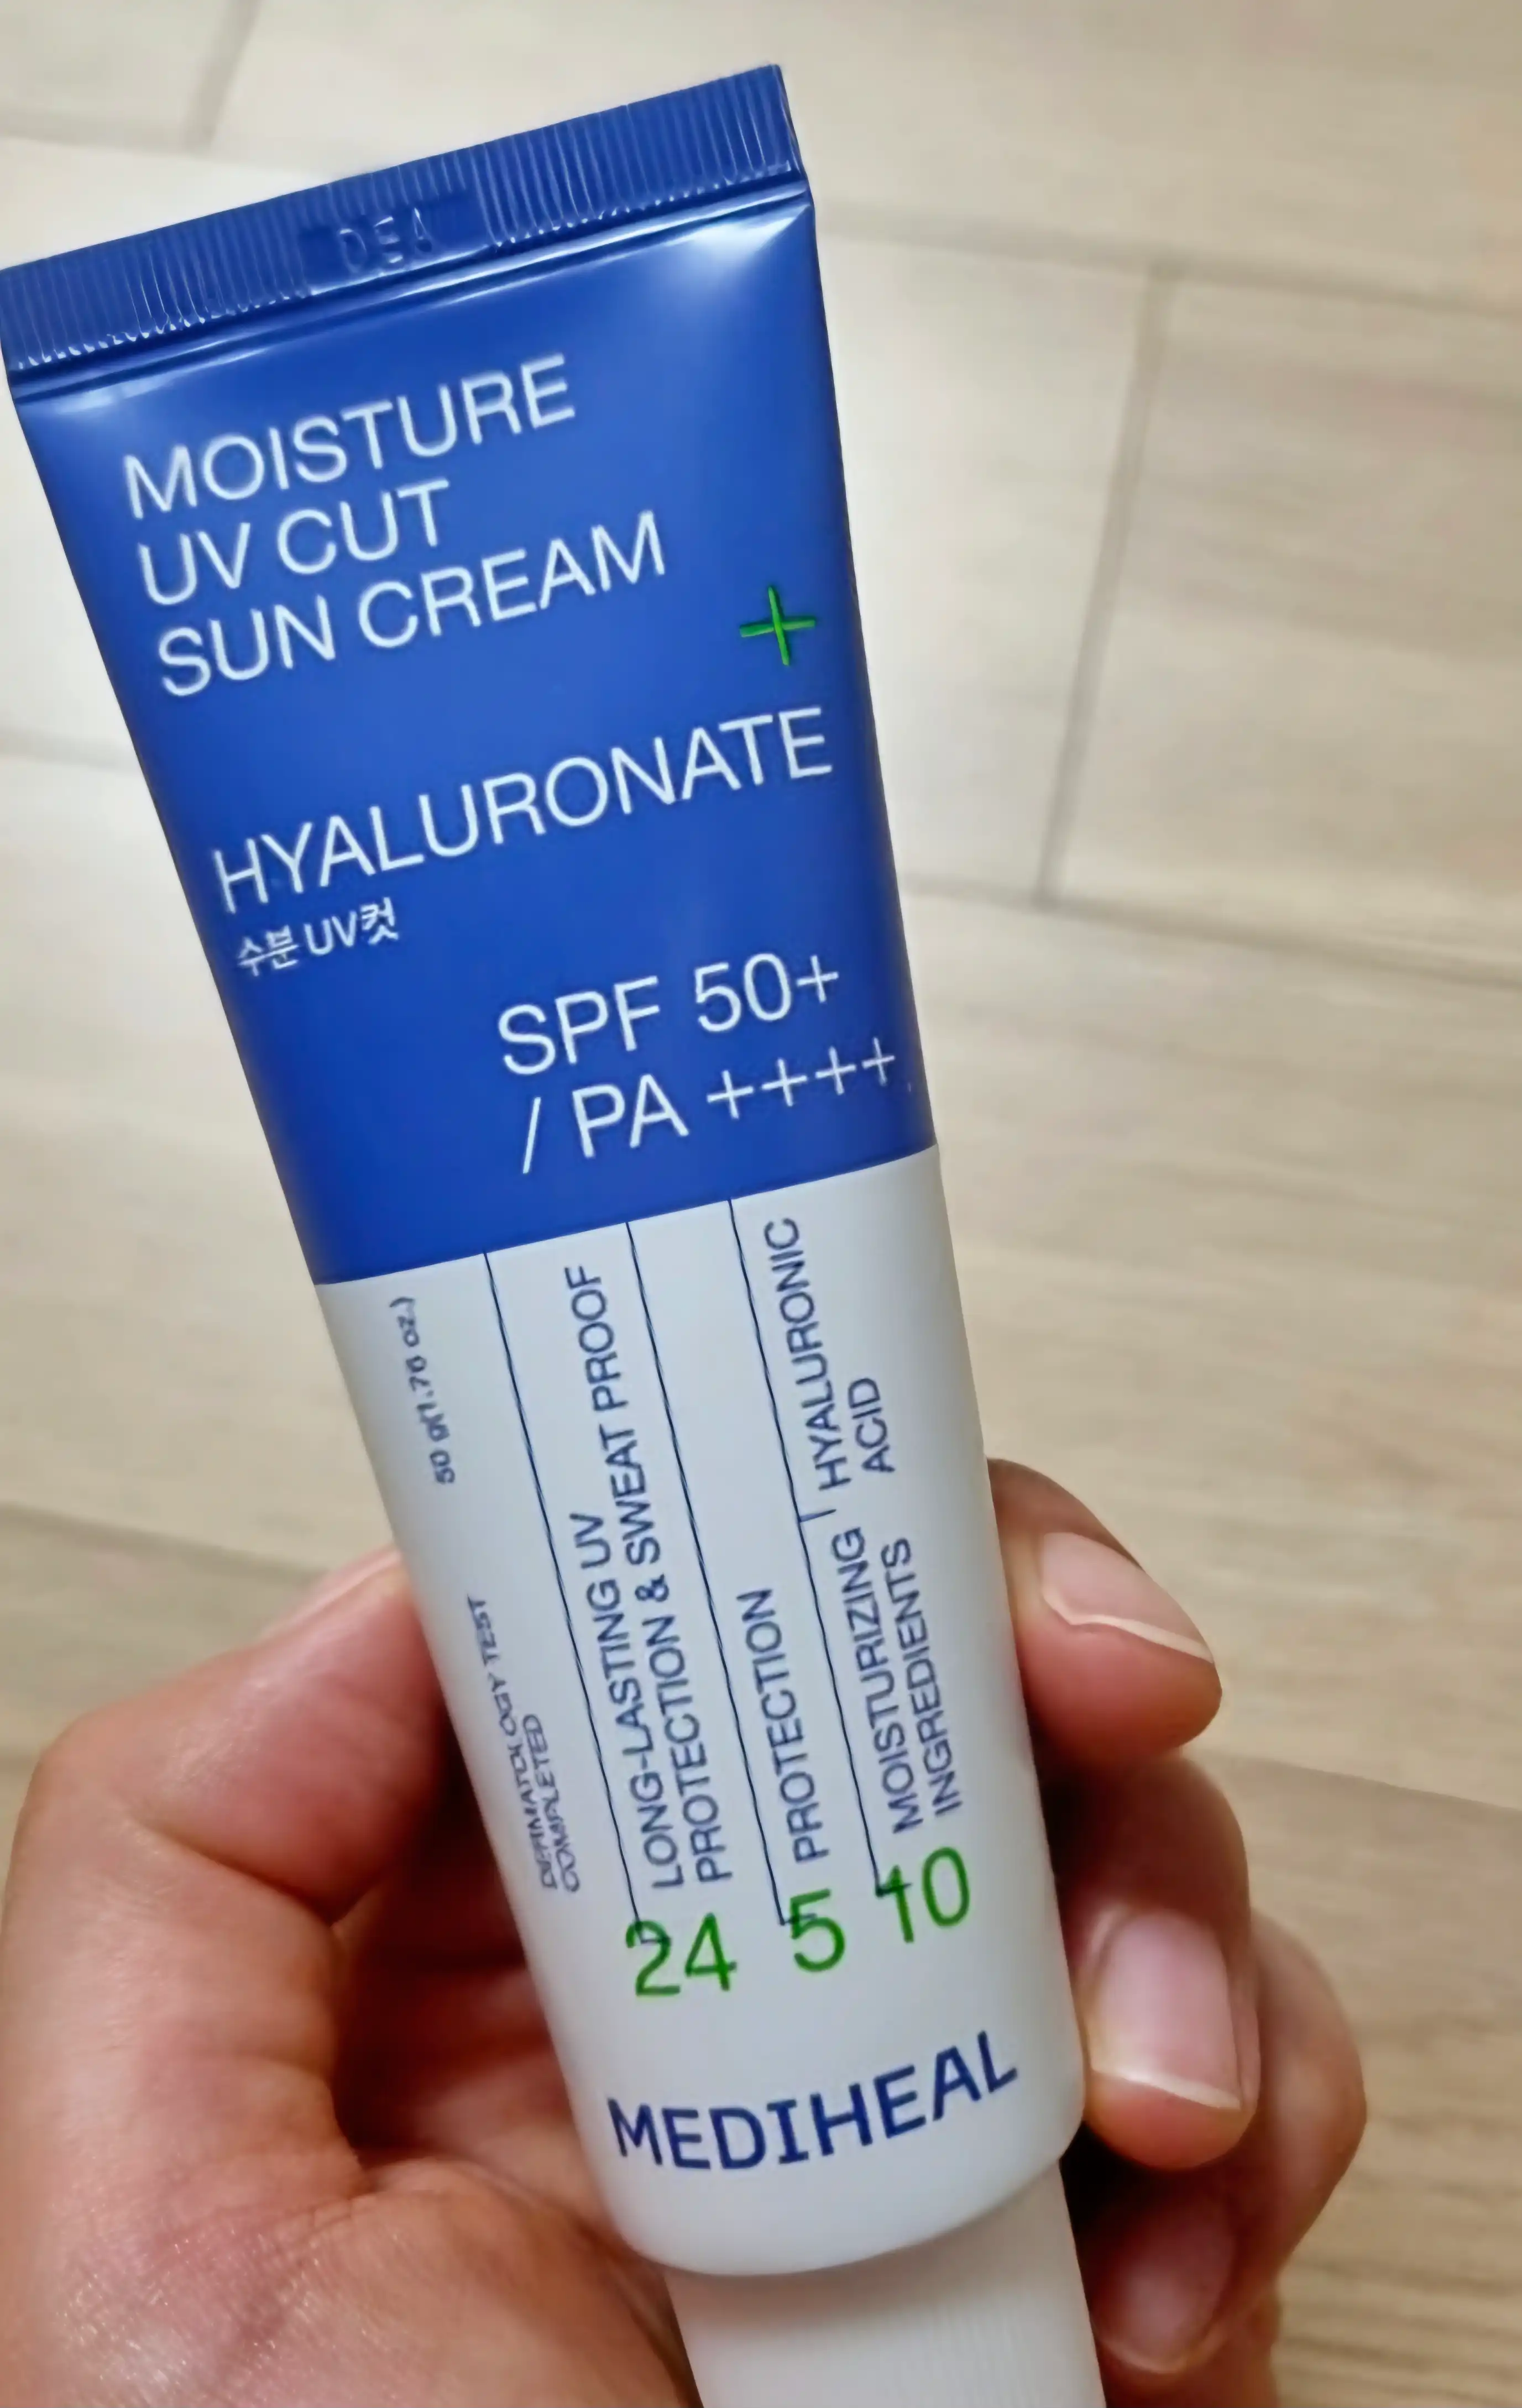 MOISTURE
UV CUT
SUN CREAM
+
HYALURONATE
수분 UV컷
SPF 50+
/ PA ++++
50 g(1.76 oz.)
DERMATOLOGY TEST
COMPLETED
LONG-LASTING UV
PROTECTION & SWEAT PROOF
24
PROTECTION
5
HYALURONIC
ACID
MOISTURIZING
INGREDIENTS
10
MEDIHEAL